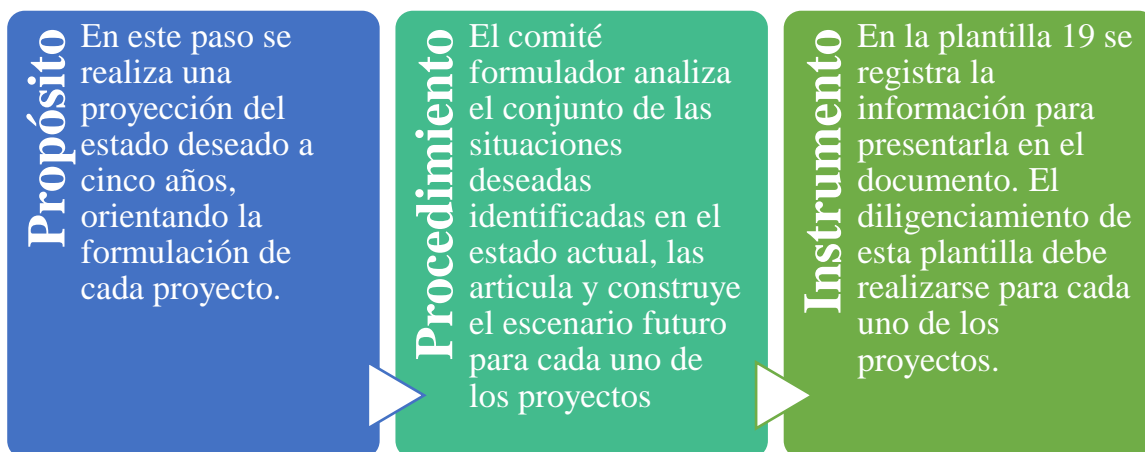 Propósito
En este paso se
realiza una
proyección del
estado deseado a
cinco años,
orientando la
formulación de
cada proyecto.
Procedimiento
El comité
formulador analiza
el conjunto de las
situaciones
deseadas
identificadas en el
estado actual, las
articula y construye
el escenario futuro
para cada uno de
los proyectos
Instrumento
En la plantilla 19 se
registra la
información para
presentarla en el
documento. El
diligenciamiento de
esta plantilla debe
realizarse para cada
uno de los
proyectos.